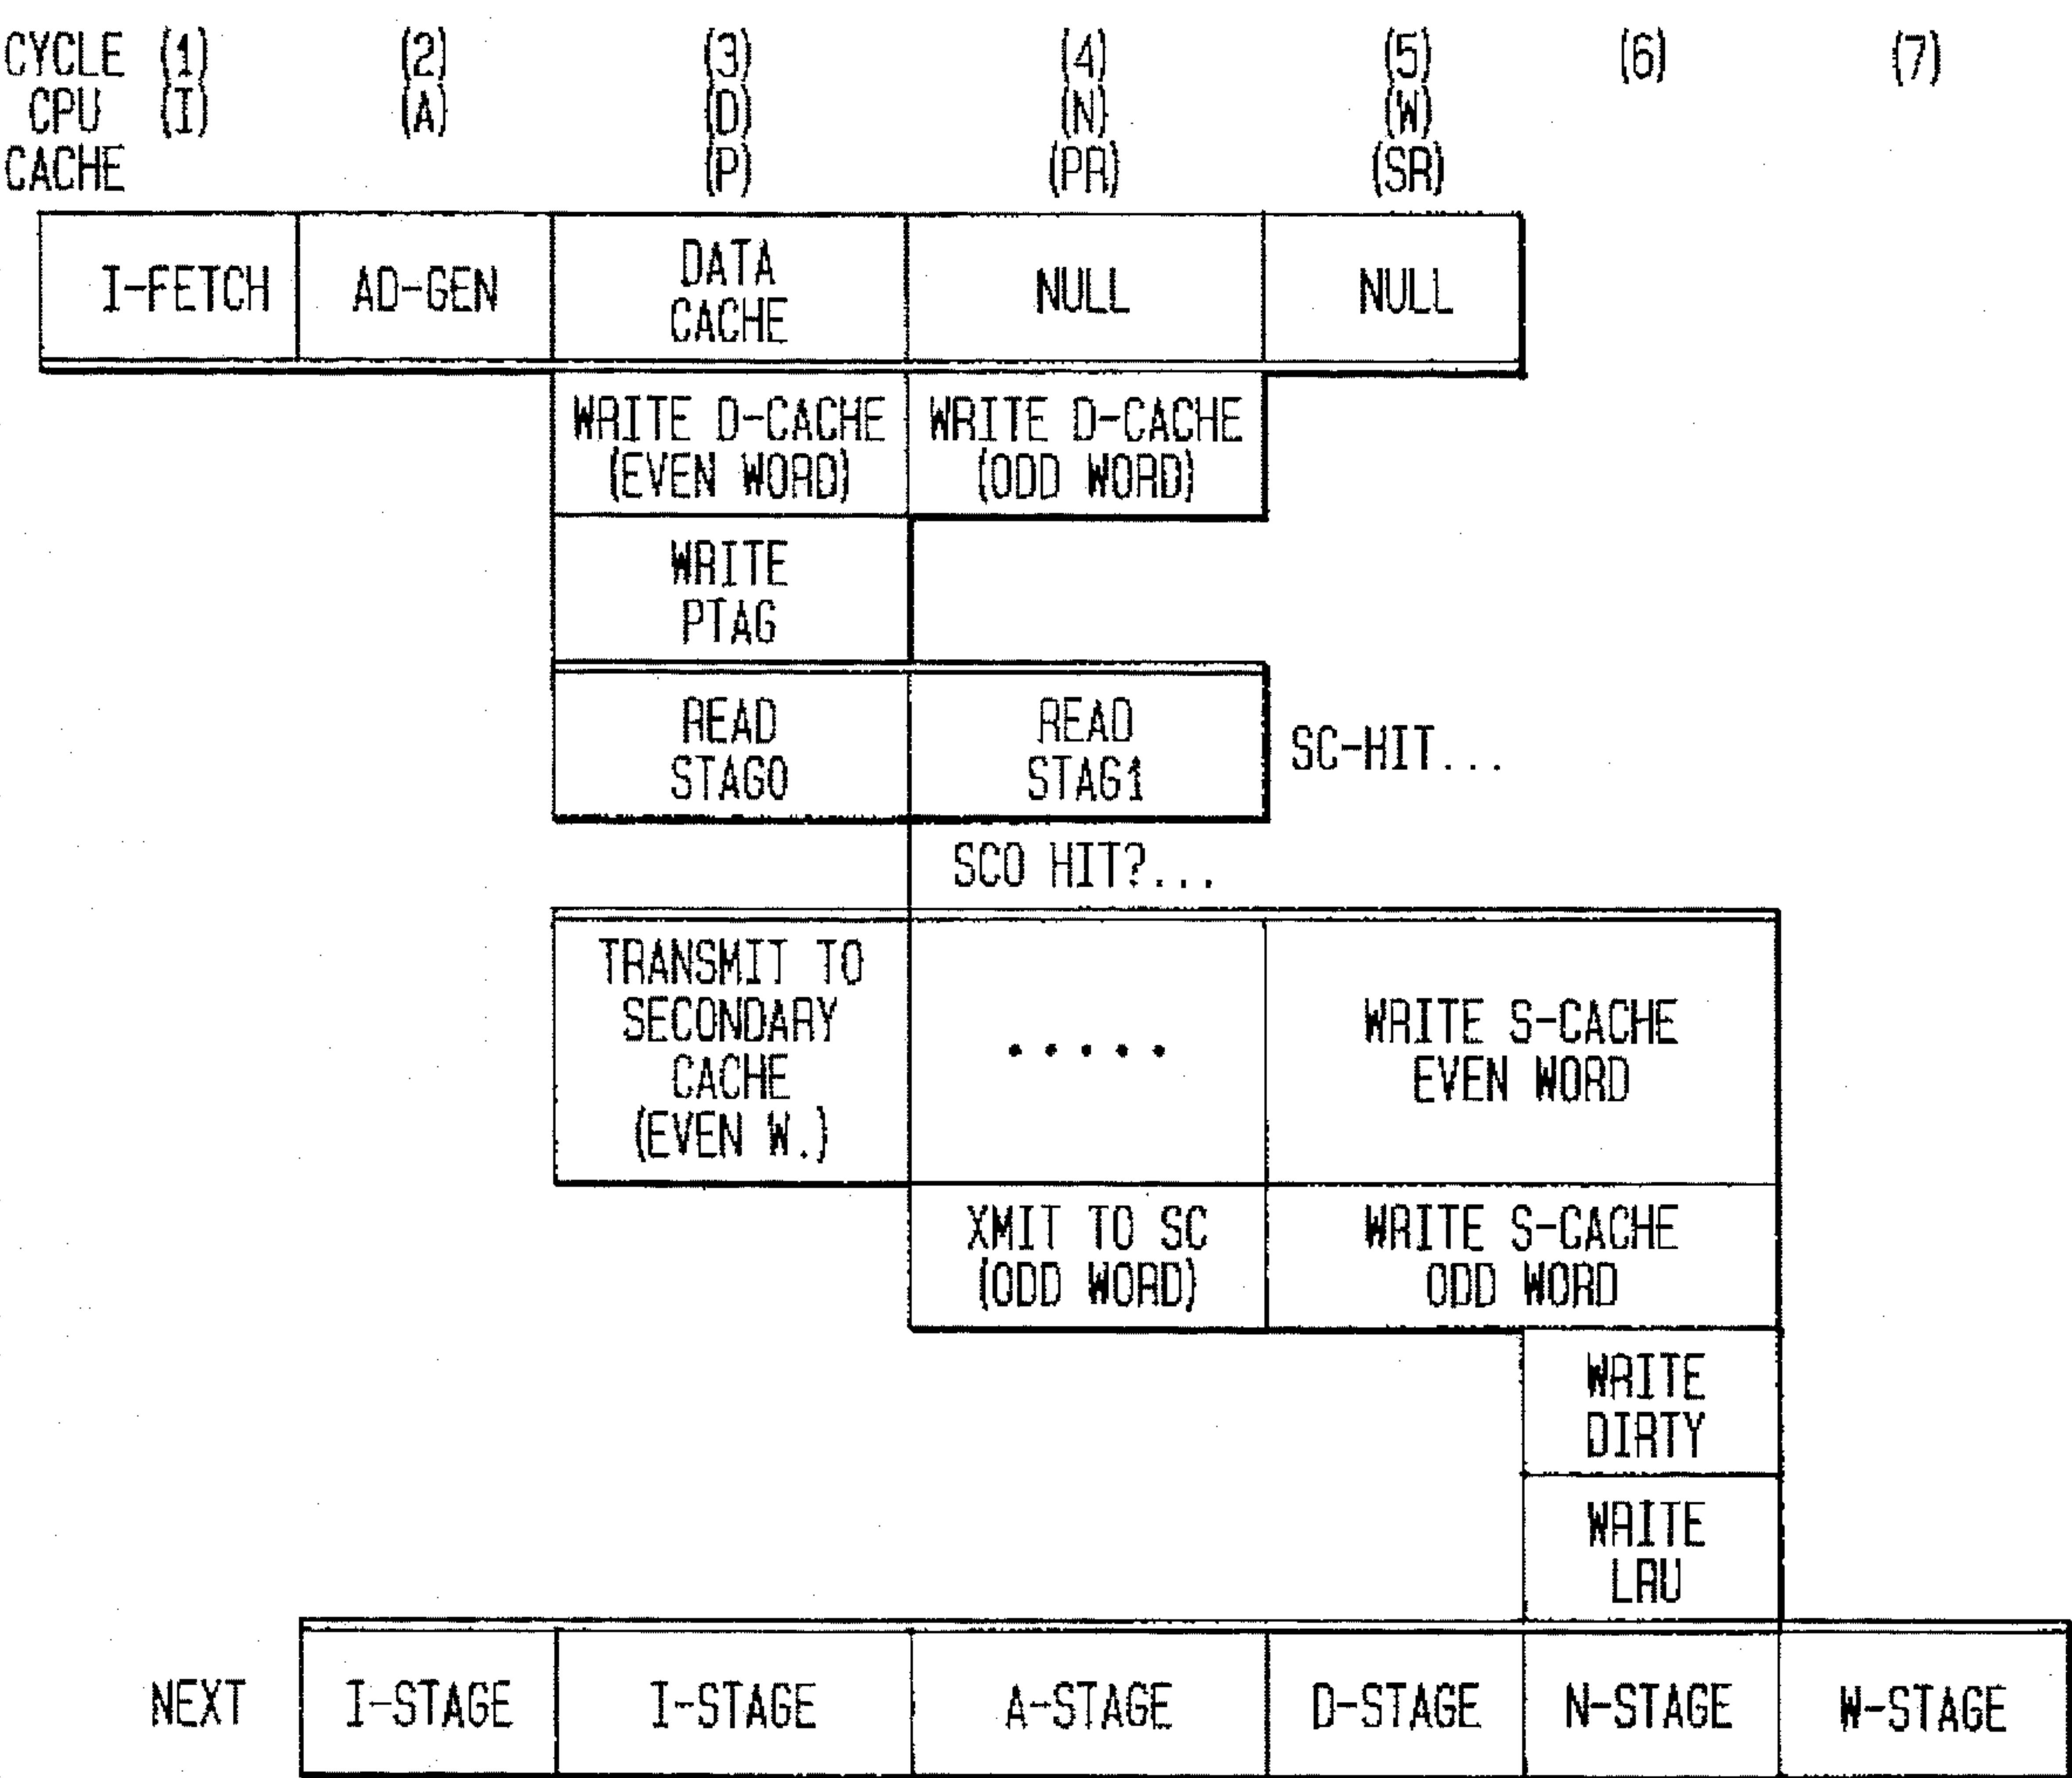 CYCLE (1) (2) (3) (4) (5) (6) (7)
CPU (I) (A) (D) (N) (W)
CACHE (P) (PR) (SR)
I-FETCH AD-GEN DATA CACHE NULL NULL
WRITE D-CACHE WRITE D-CACHE
(EVEN WORD) (ODD WORD)
WRITE
PTAG
READ READ
STAG0 STAG1
SC-HIT...
SC0 HIT?...
TRANSMIT TO
SECONDARY
CACHE
(EVEN W.)
.....
WRITE S-CACHE
EVEN WORD
XMIT TO SC WRITE S-CACHE
(ODD WORD) ODD WORD
WRITE
DIRTY
WRITE
LRU
NEXT I-STAGE I-STAGE A-STAGE D-STAGE N-STAGE W-STAGE